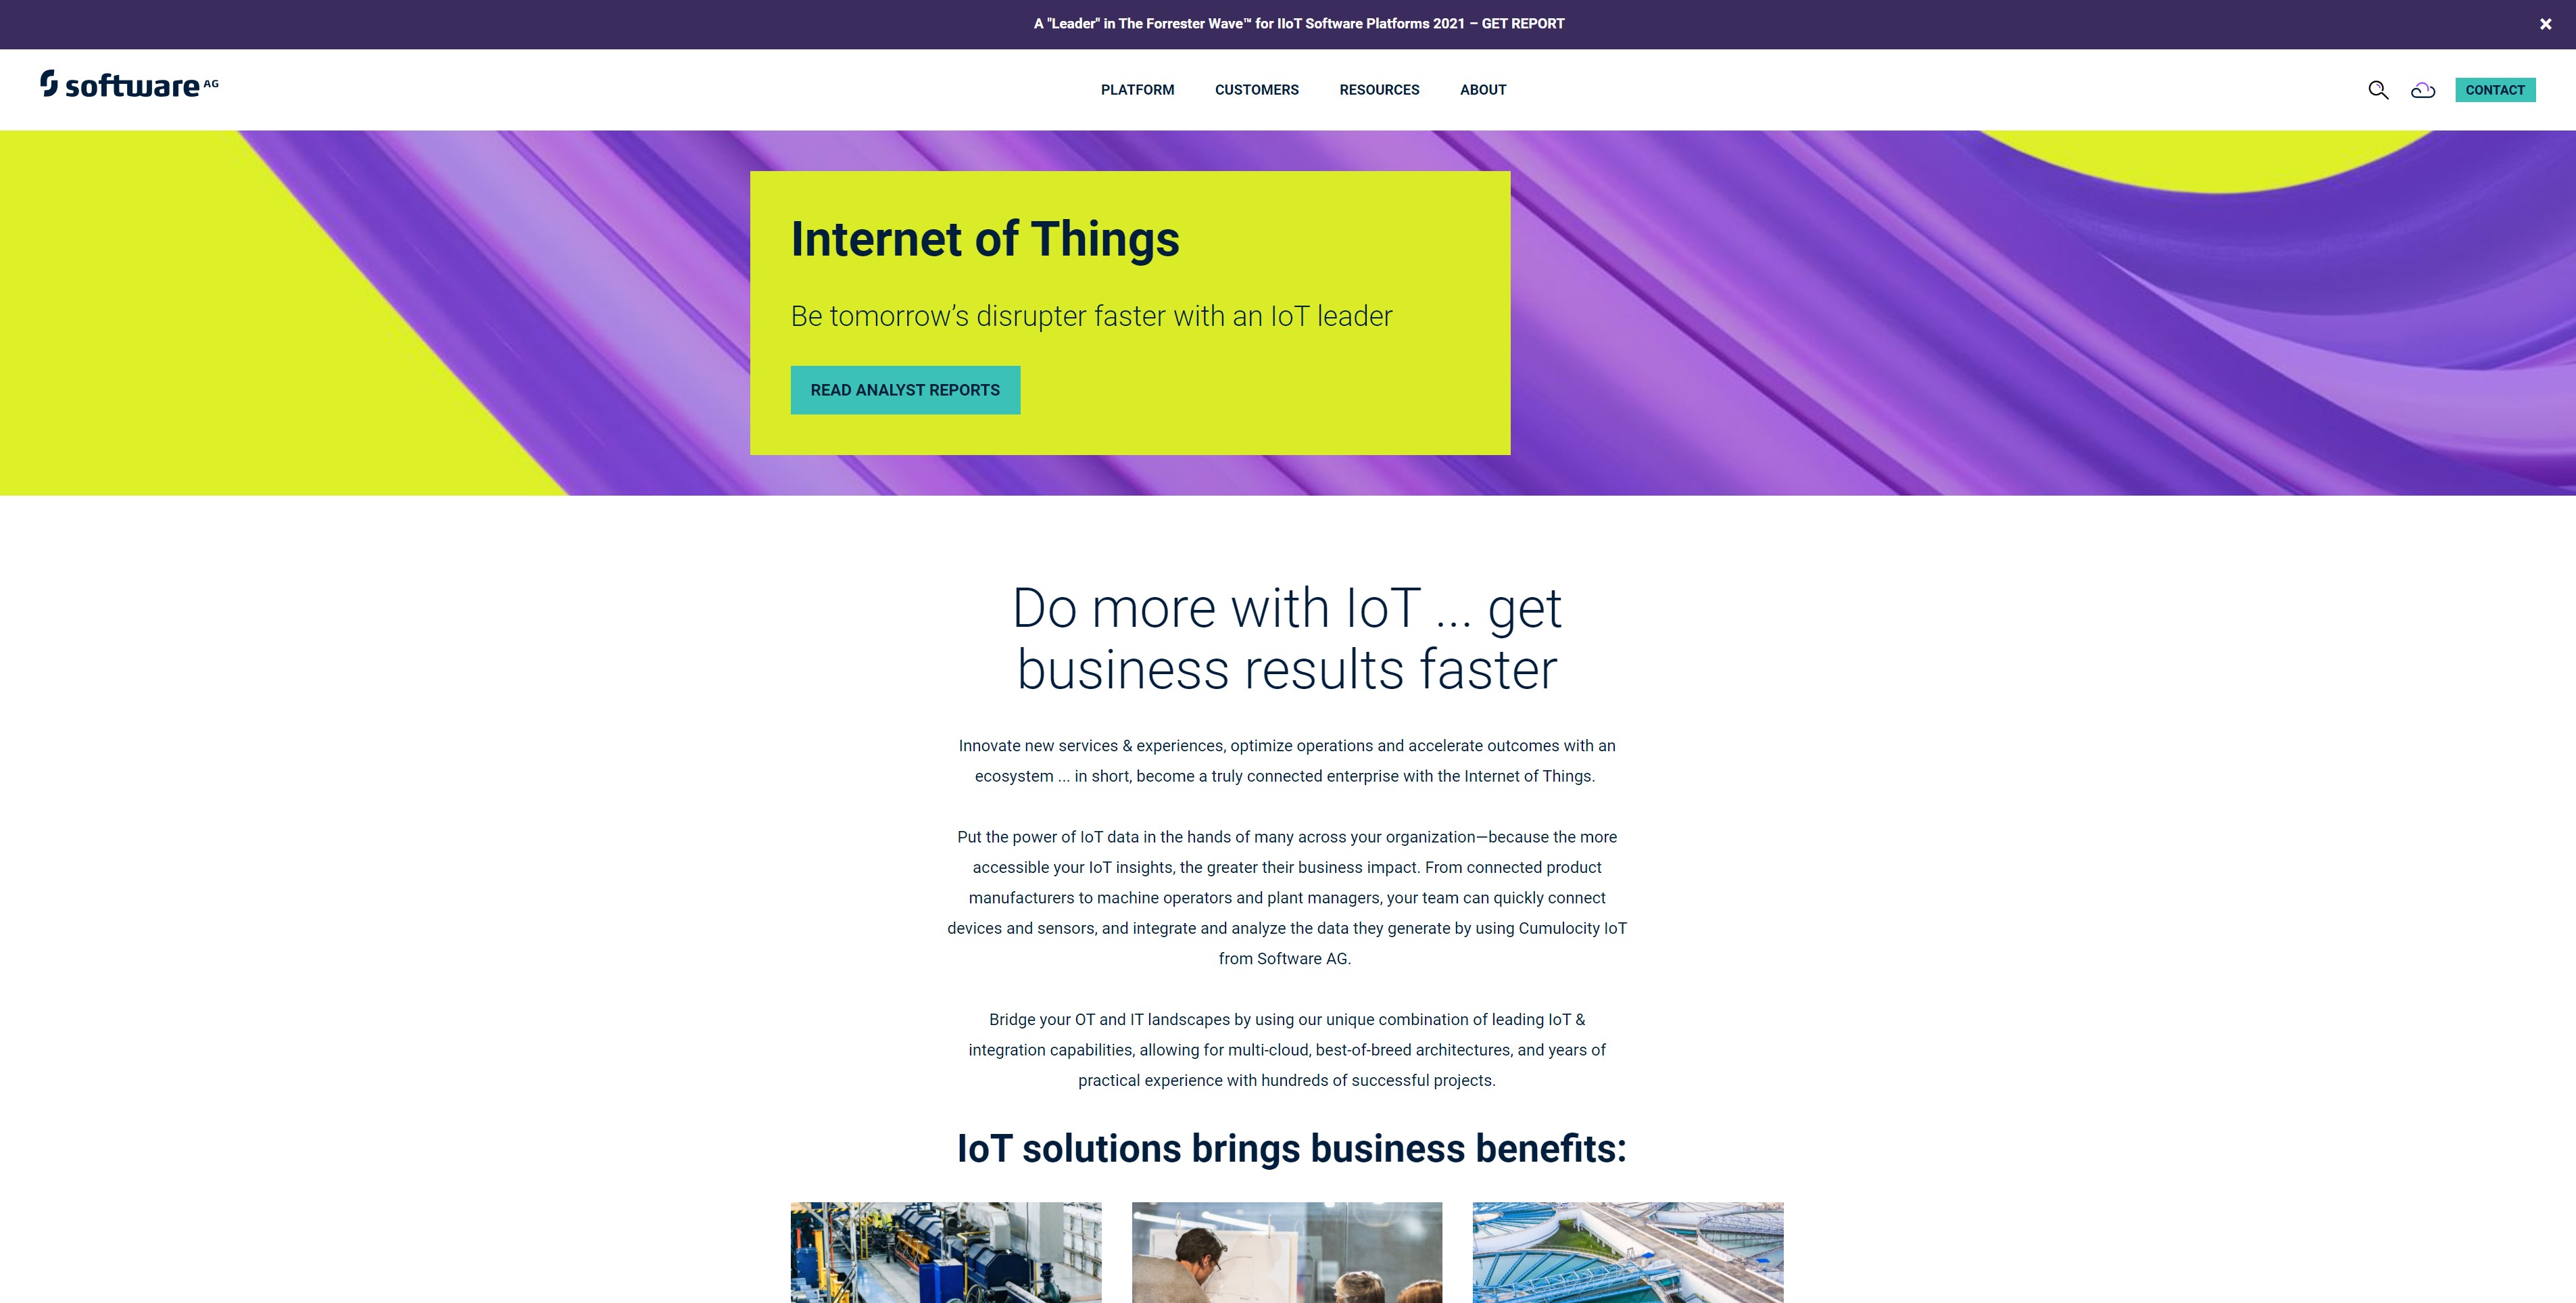 A "Leader" in The Forrester Wave™ for IIoT Software Platforms 2021 – GET REPORT
software AG
PLATFORM
CUSTOMERS
RESOURCES
ABOUT
CONTACT
Internet of Things
Be tomorrow’s disrupter faster with an IoT leader
READ ANALYST REPORTS
Do more with IoT ... get
business results faster
Innovate new services & experiences, optimize operations and accelerate outcomes with an
ecosystem ... in short, become a truly connected enterprise with the Internet of Things.
Put the power of IoT data in the hands of many across your organization—because the more
accessible your IoT insights, the greater their business impact. From connected product
manufacturers to machine operators and plant managers, your team can quickly connect
devices and sensors, and integrate and analyze the data they generate by using Cumulocity IoT
from Software AG.
Bridge your OT and IT landscapes by using our unique combination of leading IoT &
integration capabilities, allowing for multi-cloud, best-of-breed architectures, and years of
practical experience with hundreds of successful projects.
IoT solutions brings business benefits: